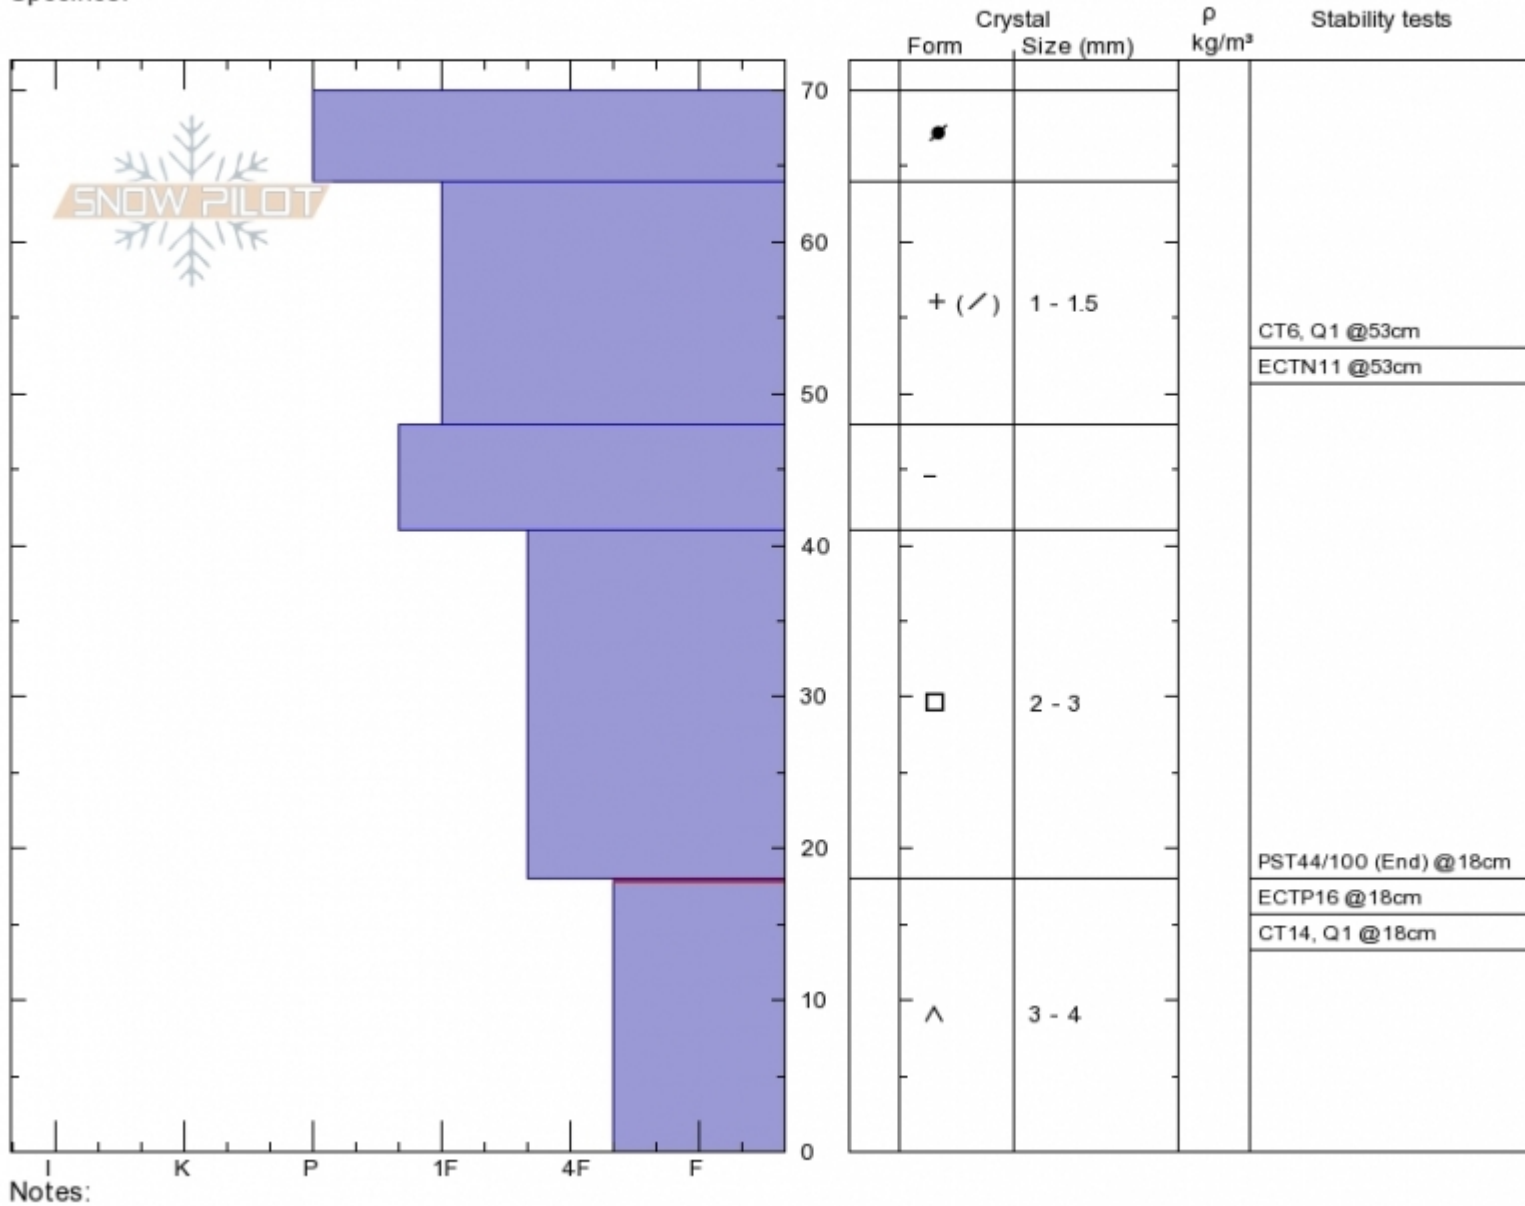 Crystal
Form
Size (mm)
ρ
kg/m³
Stability tests
70
SNOW PILOT
60
+ (∕) 1 - 1.5
CT6, Q1 @53cm
ECTN11 @53cm
50
-
40
30
2 - 3
20
PST44/100 (End) @18cm
ECTP16 @18cm
CT14, Q1 @18cm
10
3 - 4
0
I K P 1F 4F F
Notes: